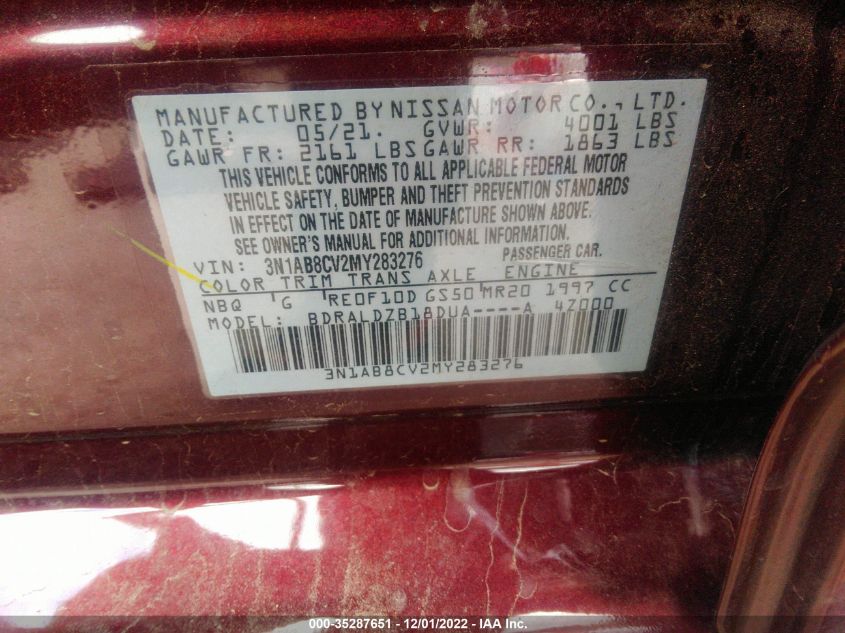 MANUFACTURED BY NISSAN MOTOR CO., LTD.
DATE: 05/21. GVWR: 4001 LBS
GAWR FR: 2161 LBS GAWR RR: 1863 LBS
THIS VEHICLE CONFORMS TO ALL APPLICABLE FEDERAL MOTOR
VEHICLE SAFETY, BUMPER AND THEFT PREVENTION STANDARDS
IN EFFECT ON THE DATE OF MANUFACTURE SHOWN ABOVE.
SEE OWNER'S MANUAL FOR ADDITIONAL INFORMATION.
VIN: 3N1AB8CV2MY283276 PASSENGER CAR.
COLOR TRIM TRANS AXLE ENGINE
NBQ G RE0F10D GS50 MR20 1997 CC
MODEL: BDRALDZB18DUA----A 4Z000
3N1AB8CV2MY283276
000-35287651 - 12/01/2022 - IAA Inc.